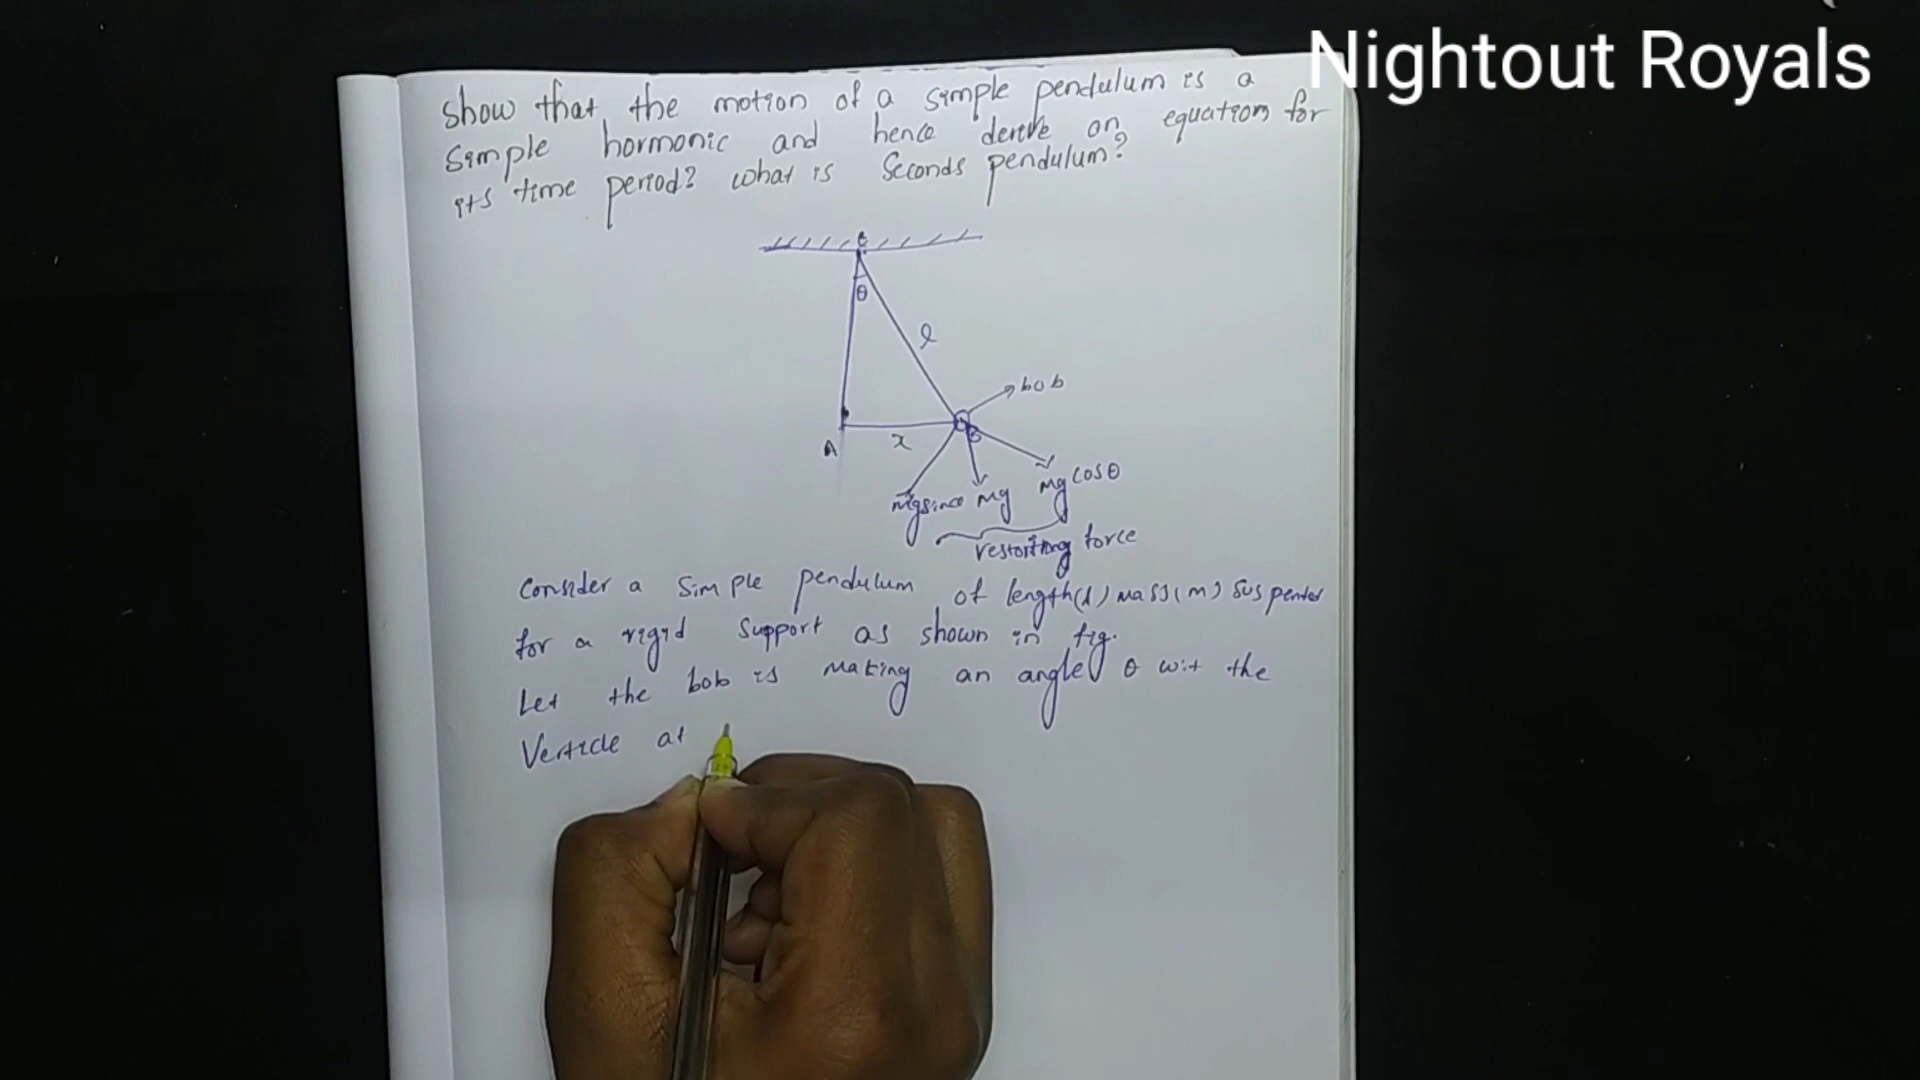 Nightout Royals
Show that the motion of a simple pendulum is a
Simple hormonic and hence derive an equation for
its time period? what is Seconds pendulum?
θ
l
bob
A
x
B
mgsinθ mg mg cosθ
restoring force
Consider a Simple pendulum of length(l) mass(m) suspended
for a rigid Support as shown in fig.
Let the bob is making an angle θ with the
Verticle at